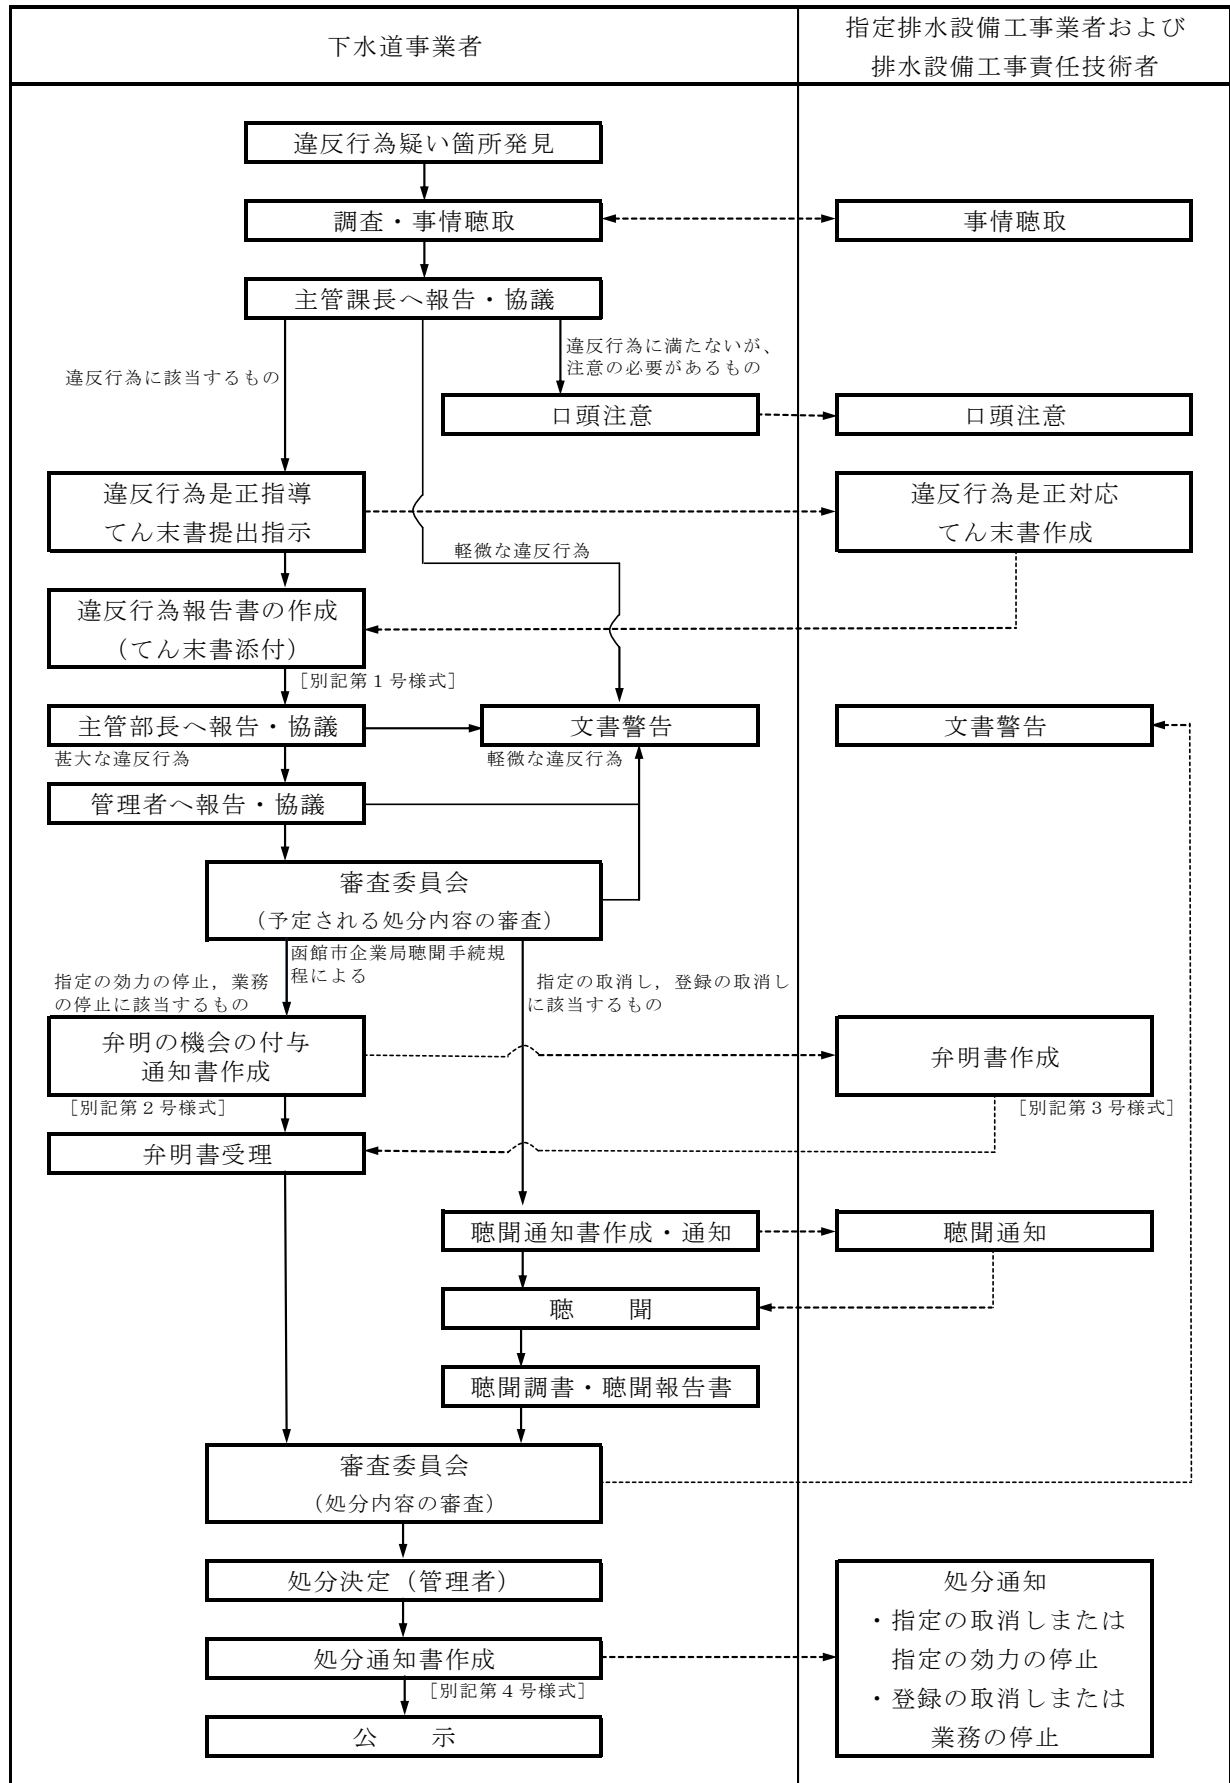 下水道事業者
指定排水設備工事業者および
排水設備工事責任技術者
違反行為疑い箇所発見
調査・事情聴取
事情聴取
主管課長へ報告・協議
違反行為に満たないが、
注意の必要があるもの
違反行為に該当するもの
口頭注意
口頭注意
違反行為是正指導
てん末書提出指示
違反行為是正対応
てん末書作成
軽微な違反行為
違反行為報告書の作成
（てん末書添付）
［別記第１号様式］
主管部長へ報告・協議
文書警告
文書警告
甚大な違反行為
軽微な違反行為
管理者へ報告・協議
審査委員会
（予定される処分内容の審査）
函館市企業局聴聞手続規
程による
指定の効力の停止，業務
の停止に該当するもの
指定の取消し，登録の取消し
に該当するもの
弁明の機会の付与
通知書作成
弁明書作成
［別記第２号様式］
［別記第３号様式］
弁明書受理
聴聞通知書作成・通知
聴聞通知
聴　　聞
聴聞調書・聴聞報告書
審査委員会
（処分内容の審査）
処分決定（管理者）
処分通知書作成
［別記第４号様式］
公　　示
処分通知
・指定の取消しまたは
指定の効力の停止
・登録の取消しまたは
業務の停止